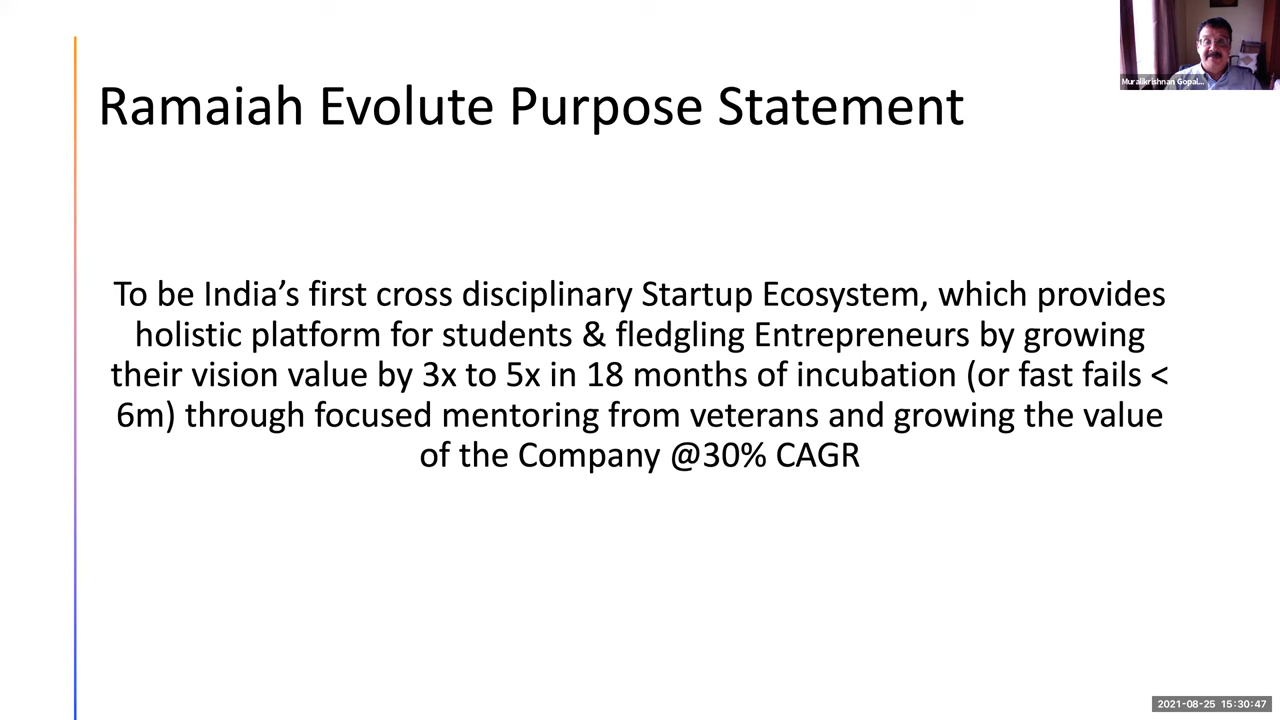 Ramaiah Evolute Purpose Statement
Muralikrishnan Gopal...
To be India’s first cross disciplinary Startup Ecosystem, which provides
holistic platform for students & fledgling Entrepreneurs by growing
their vision value by 3x to 5x in 18 months of incubation (or fast fails <
6m) through focused mentoring from veterans and growing the value
of the Company @30% CAGR
2021-08-25 15:30:47